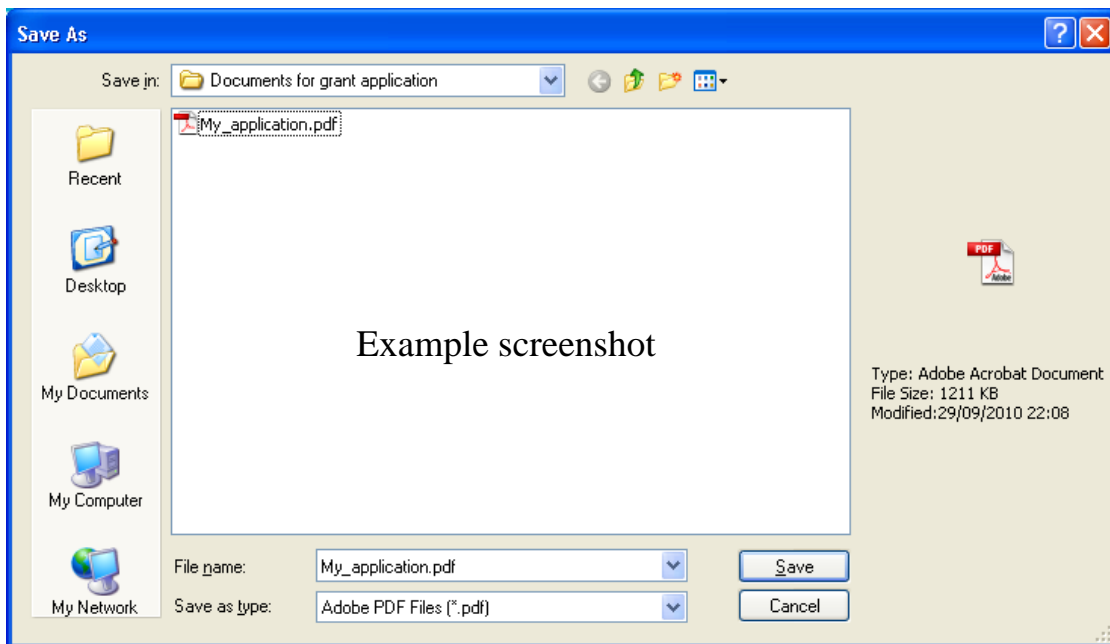 Save As
Save in:
Documents for grant application
My_application.pdf
Recent
Desktop
My Documents
My Computer
My Network
Example screenshot
PDF
Adobe
Type: Adobe Acrobat Document
File Size: 1211 KB
Modified:29/09/2010 22:08
File name:
My_application.pdf
Save
Save as type:
Adobe PDF Files (*.pdf)
Cancel